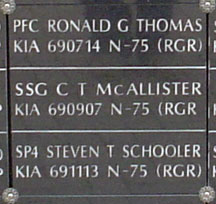 PFC RONALD G THOMAS
KIA 690714 N-75 (RGR)
SSG C T McALLISTER
KIA 690907 N-75 (RGR
SP4 STEVEN T SCHOOLER
KIA 691113 N-75 (RGR)